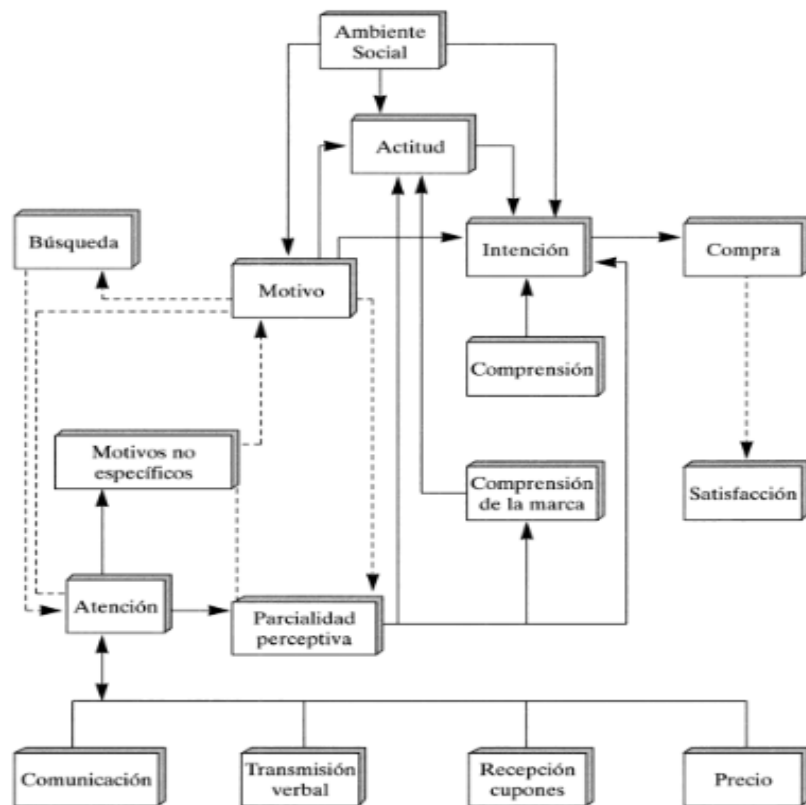 Ambiente
Social
Actitud
Búsqueda
Intención
Compra
Motivo
Comprensión
Motivos no
específicos
Comprensión
de la marca
Satisfacción
Atención
Parcialidad
perceptiva
Comunicación
Transmisión
verbal
Recepción
cupones
Precio